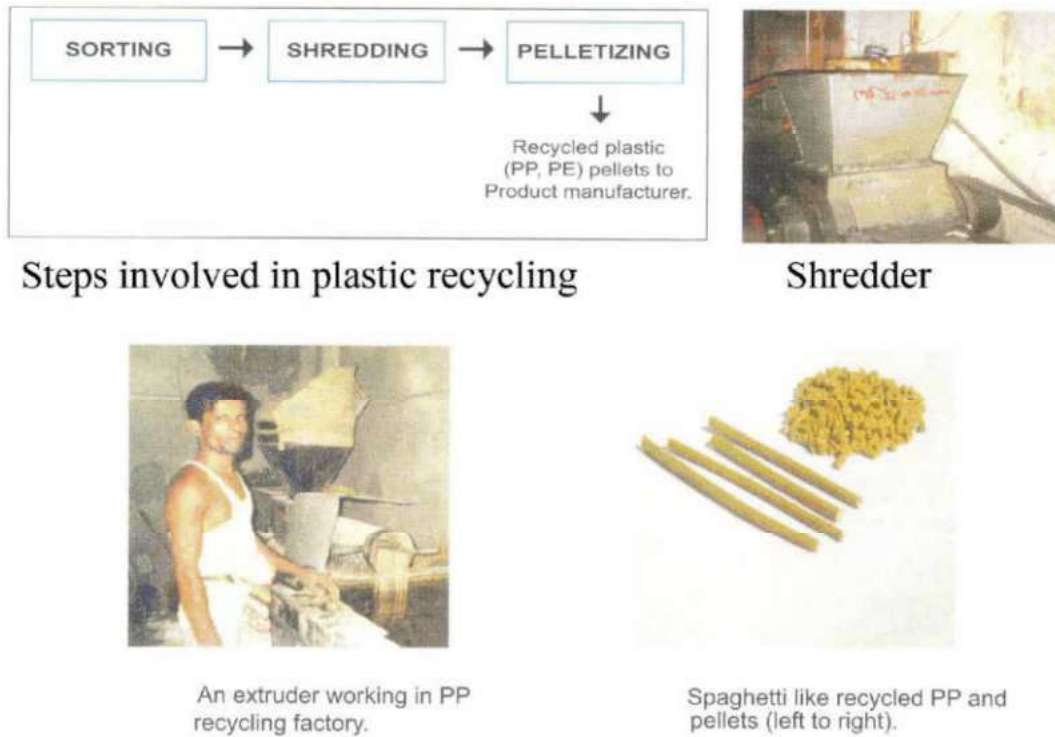 SORTING → SHREDDING → PELLETIZING
Recycled plastic
(PP, PE) pellets to
Product manufacturer.
Steps involved in plastic recycling
Shredder
An extruder working in PP
recycling factory.
Spaghetti like recycled PP and
pellets (left to right).